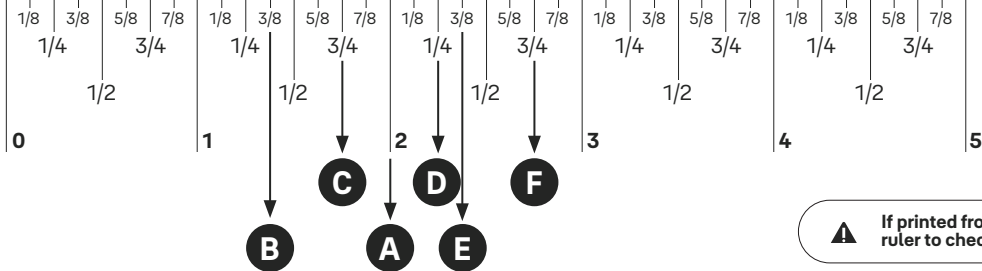 1/8 3/8 5/8 7/8 1/8 3/8 5/8 7/8 1/8 3/8 5/8 7/8 1/8 3/8 5/8 7/8 1/8 3/8 5/8 7/8
1/4 3/4 1/4 3/4 1/4 3/4 1/4 3/4 1/4 3/4
1/2 1/2 1/2 1/2 1/2
0 1 2 3 4 5
C D F
B A E
If printed
ruler to